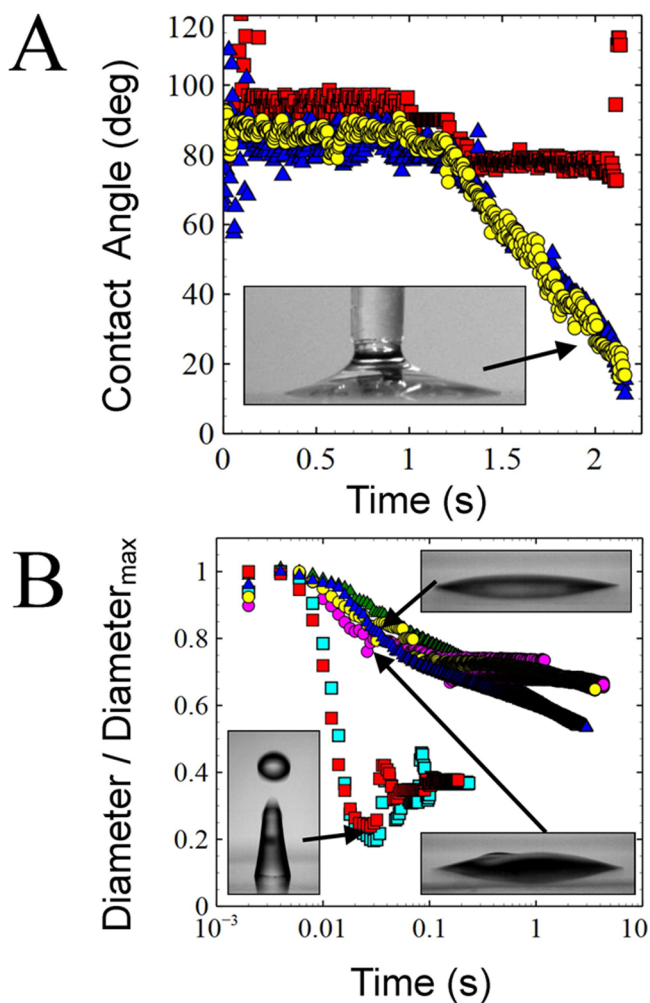 A
Contact Angle (deg)
120
100
80
60
40
20
0
0 0.5 1 1.5 2
Time (s)
B
Diameter / Diameter_max
1
0.8
0.6
0.4
0.2
0
10^-3 0.01 0.1 1 10
Time (s)